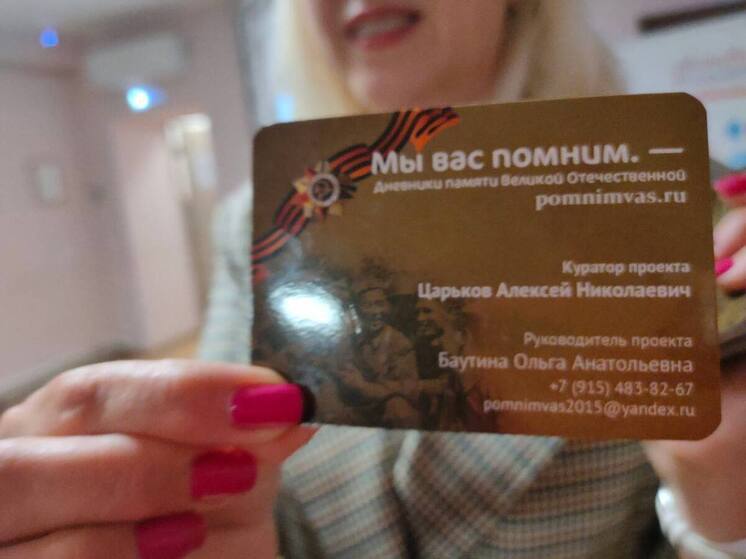 Мы вас помним. —
Дневники памяти Великой Отечественной
pomnimvas.ru
Куратор проекта
Царьков Алексей Николаевич
Руководитель проекта
Баутина Ольга Анатольевна
+7 (915) 483-82-67
pomnimvas2015@yandex.ru